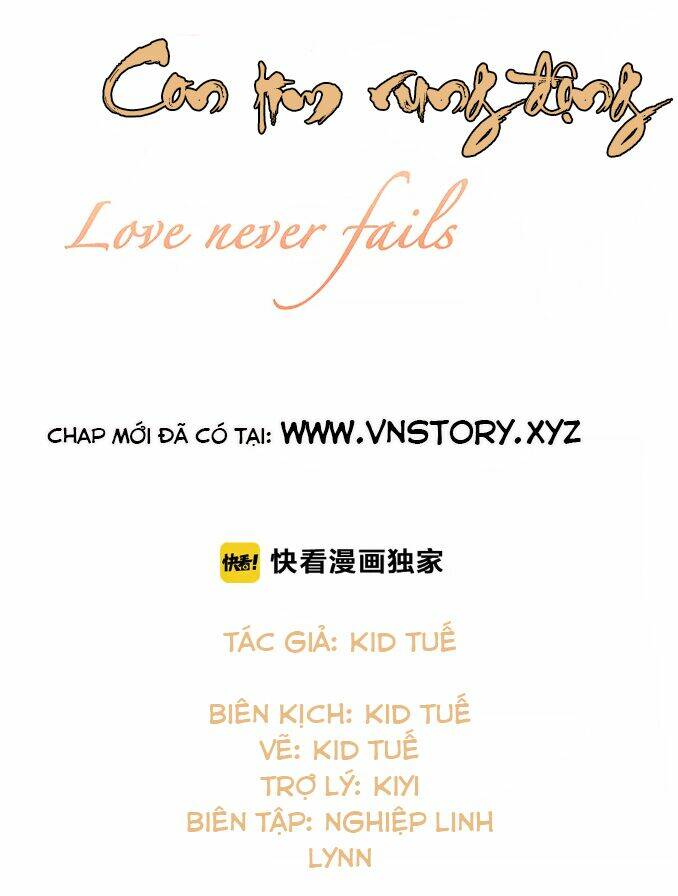 Con tim rung động
Love never fails
CHAP MỚI ĐÃ CÓ TẠI: WWW.VNSTORY.XYZ
快看! 快看漫画独家
TÁC GIẢ: KID TUẾ
BIÊN KỊCH: KID TUẾ
VẼ: KID TUẾ
TRỢ LÝ: KIYI
BIÊN TẬP: NGHIỆP LINH
LYNN